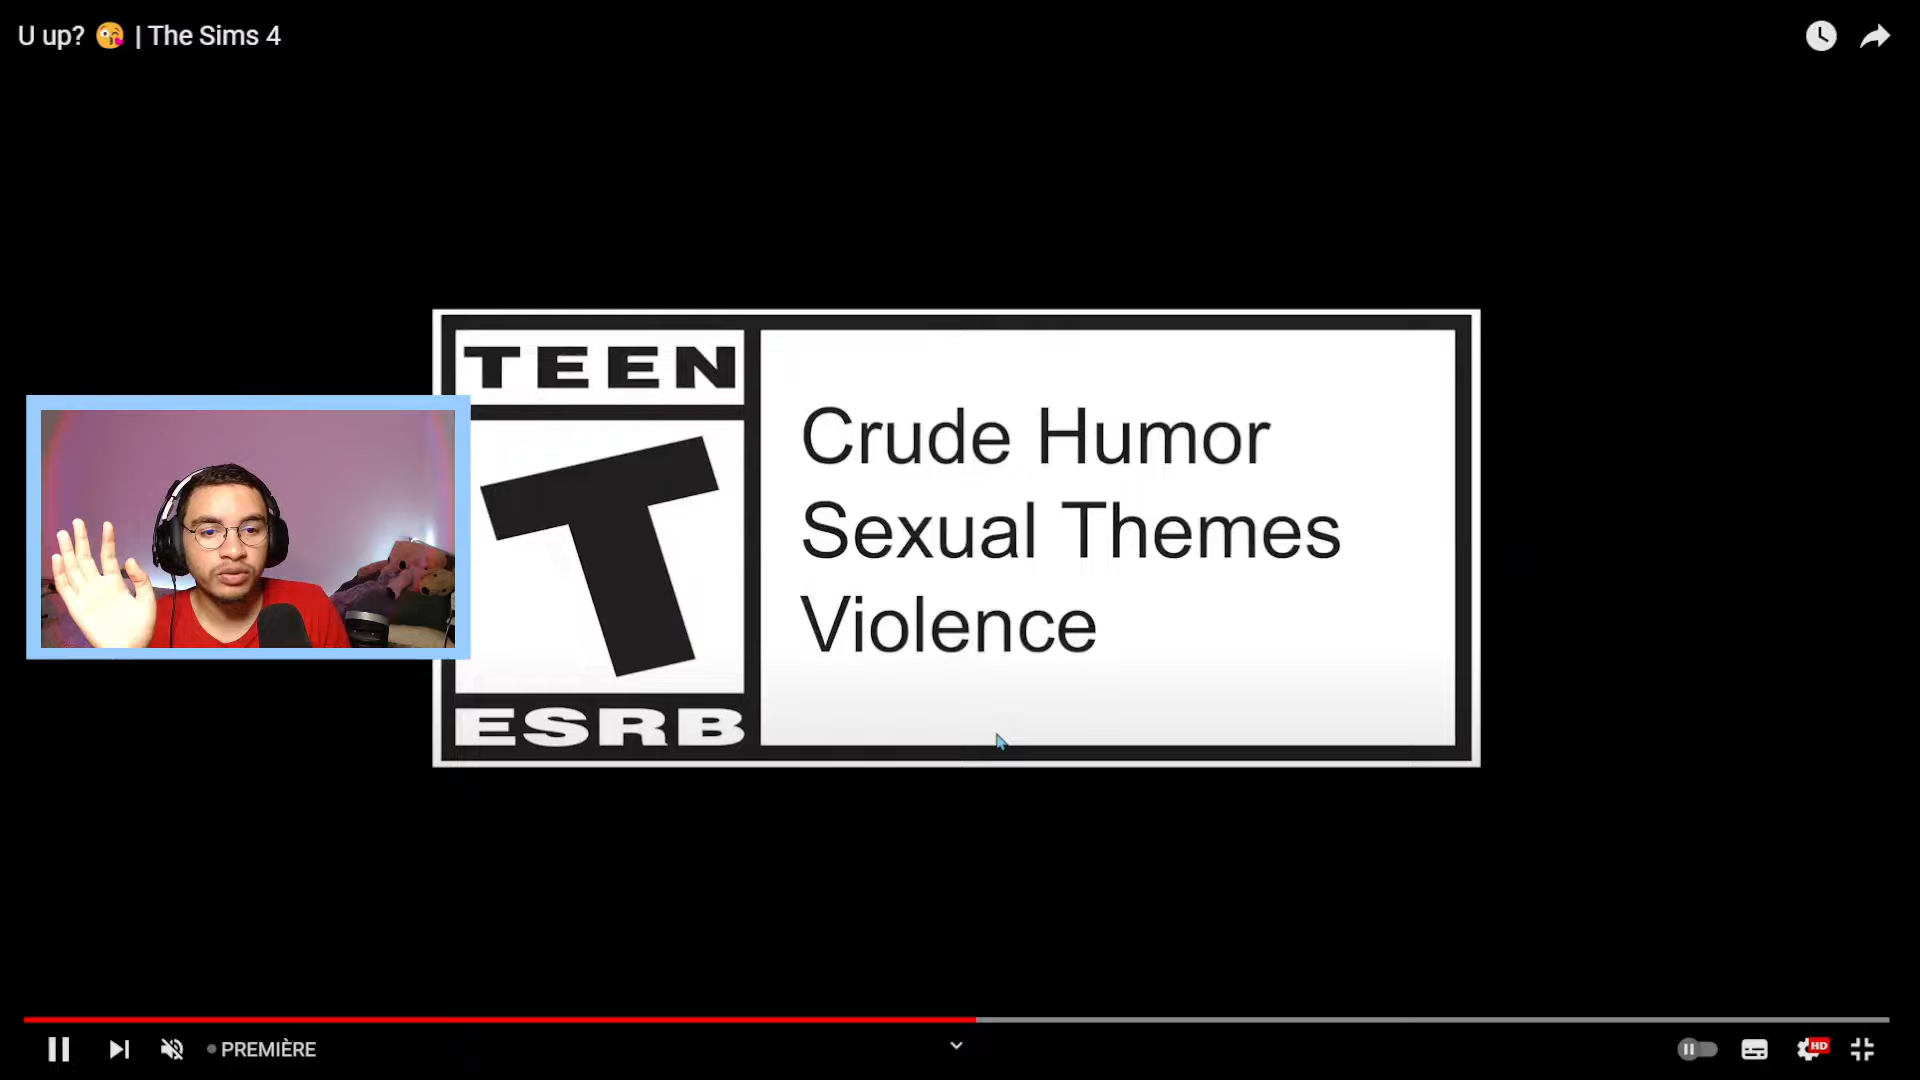 U up? 😘 | The Sims 4
TEEN
T
ESRB
Crude Humor
Sexual Themes
Violence
PREMIÈRE
HD